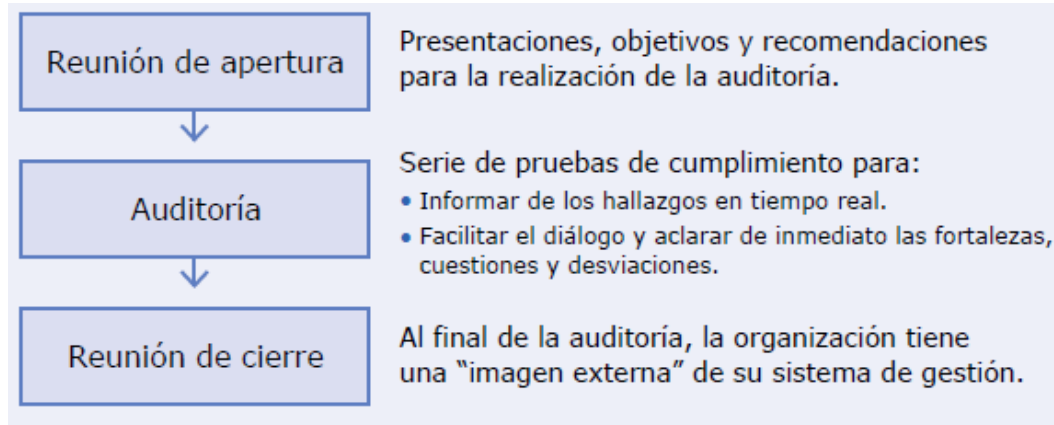 Reunión de apertura
Presentaciones, objetivos y recomendaciones
para la realización de la auditoría.
Auditoría
Serie de pruebas de cumplimiento para:
• Informar de los hallazgos en tiempo real.
• Facilitar el diálogo y aclarar de inmediato las fortalezas,
cuestiones y desviaciones.
Reunión de cierre
Al final de la auditoría, la organización tiene
una “imagen externa” de su sistema de gestión.